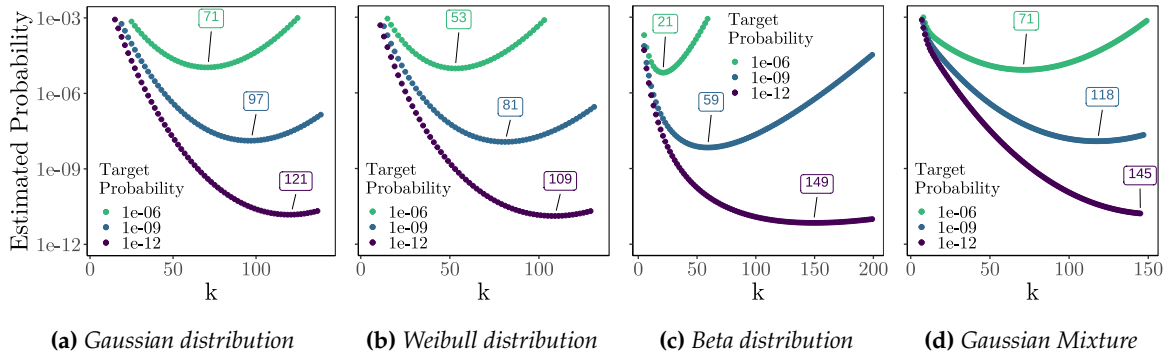 Estimated Probability
1e-03
1e-06
1e-09
1e-12
71
97
121
Target
Probability
1e-06
1e-09
1e-12
0
50
100
k
(a) Gaussian distribution
53
81
109
Target
Probability
1e-06
1e-09
1e-12
0
50
100
k
(b) Weibull distribution
21
59
149
Target
Probability
1e-06
1e-09
1e-12
0
50
100
150
200
k
(c) Beta distribution
71
118
145
Target
Probability
1e-06
1e-09
1e-12
0
50
100
150
k
(d) Gaussian Mixture